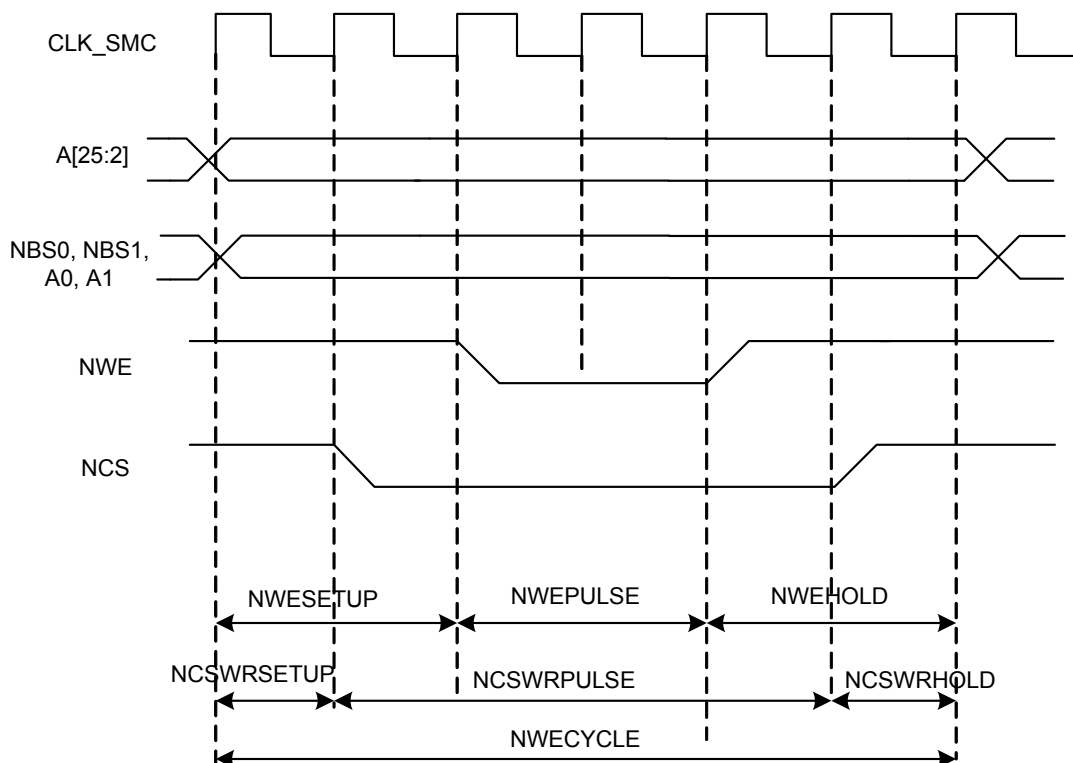 CLK_SMC
A[25:2]
NBS0, NBS1,
A0, A1
NWE
NCS
NWESETUP
NWEPULSE
NWEHOLD
NCSWRSETUP
NCSWRPULSE
NCSWRHOLD
NWECYCLE